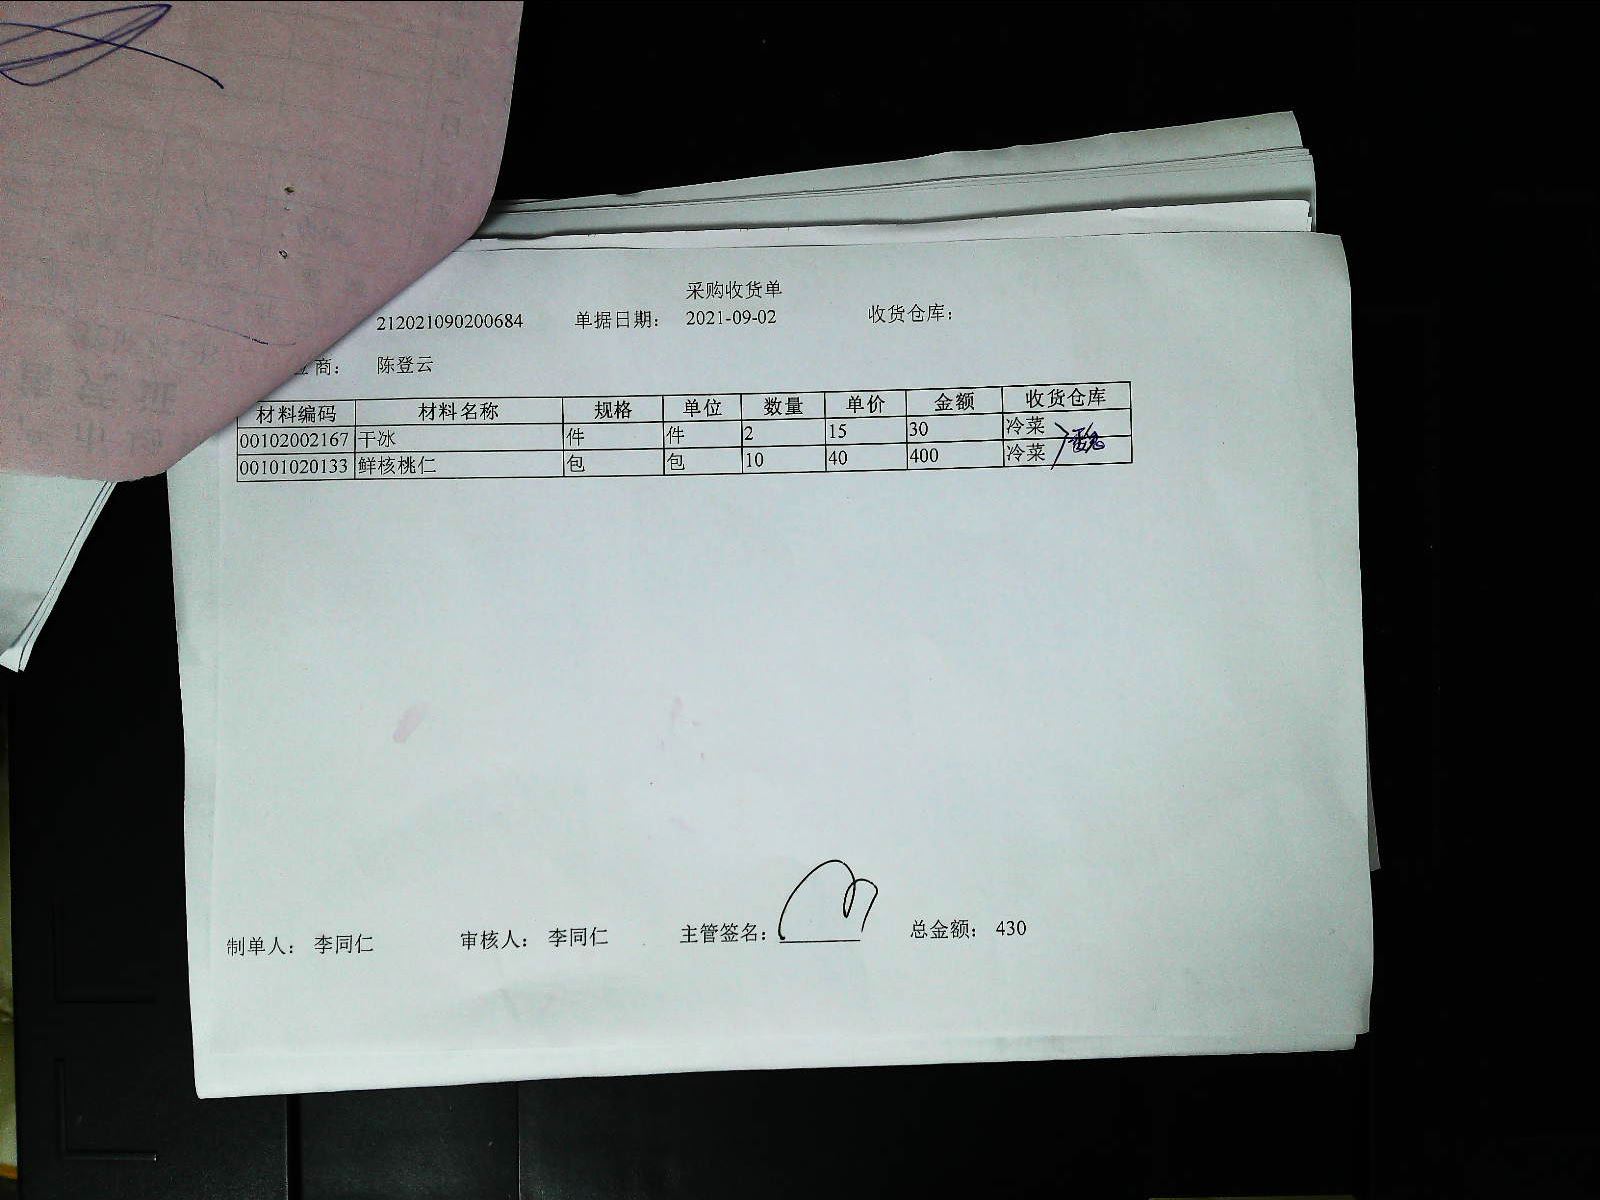 采购收货单
212021090200684 单据日期： 2021-09-02 收货仓库：
商： 陈登云
材料编码 材料名称 规格 单位 数量 单价 金额 收货仓库
00102002167 干冰 件 件 2 15 30 冷菜
00101020133 鲜核桃仁 包 包 10 40 400 冷菜
制单人： 李同仁 审核人： 李同仁 主管签名： 总金额： 430